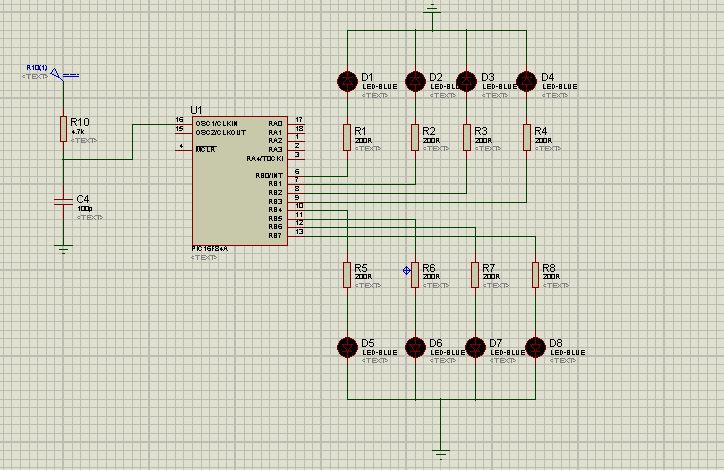 D1
LED-BLUE
<TEXT>
D2
LED-BLUE
<TEXT>
D3
LED-BLUE
<TEXT>
D4
LED-BLUE
<TEXT>
R10(1)
<TEXT>
R10
4.7k
<TEXT>
C4
100p
<TEXT>
U1
16 OSC1/CLKIN
15 OSC2/CLKOUT
4 MCLR
RA0 17
RA1 18
RA2 1
RA3 2
RA4/T0CKI 3
RB0/INT 6
RB1 7
RB2 8
RB3 9
RB4 10
RB5 11
RB6 12
RB7 13
PIC16F84A
<TEXT>
R1
200R
<TEXT>
R2
200R
<TEXT>
R3
200R
<TEXT>
R4
200R
<TEXT>
R5
200R
<TEXT>
R6
200R
<TEXT>
R7
200R
<TEXT>
R8
200R
<TEXT>
D5
LED-BLUE
<TEXT>
D6
LED-BLUE
<TEXT>
D7
LED-BLUE
<TEXT>
D8
LED-BLUE
<TEXT>